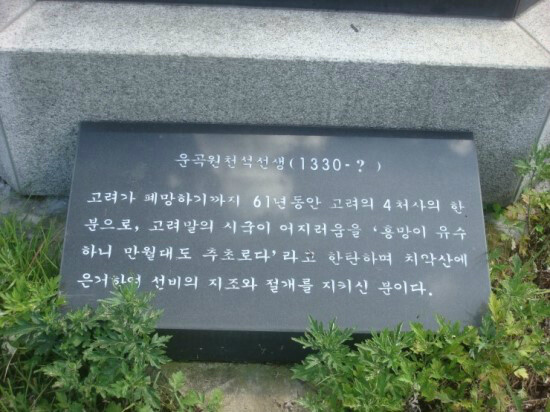 운곡원천석선생(1330-? )
고려가 폐망하기까지 61년동안 고려의 4처사의 한
분으로, 고려말의 시국이 어지러움을 '흥망이 유수
하니 만월대도 추초로다'라고 한탄하며 치악산에
은거하여 선비의 지조와 절개를 지키신 분이다.